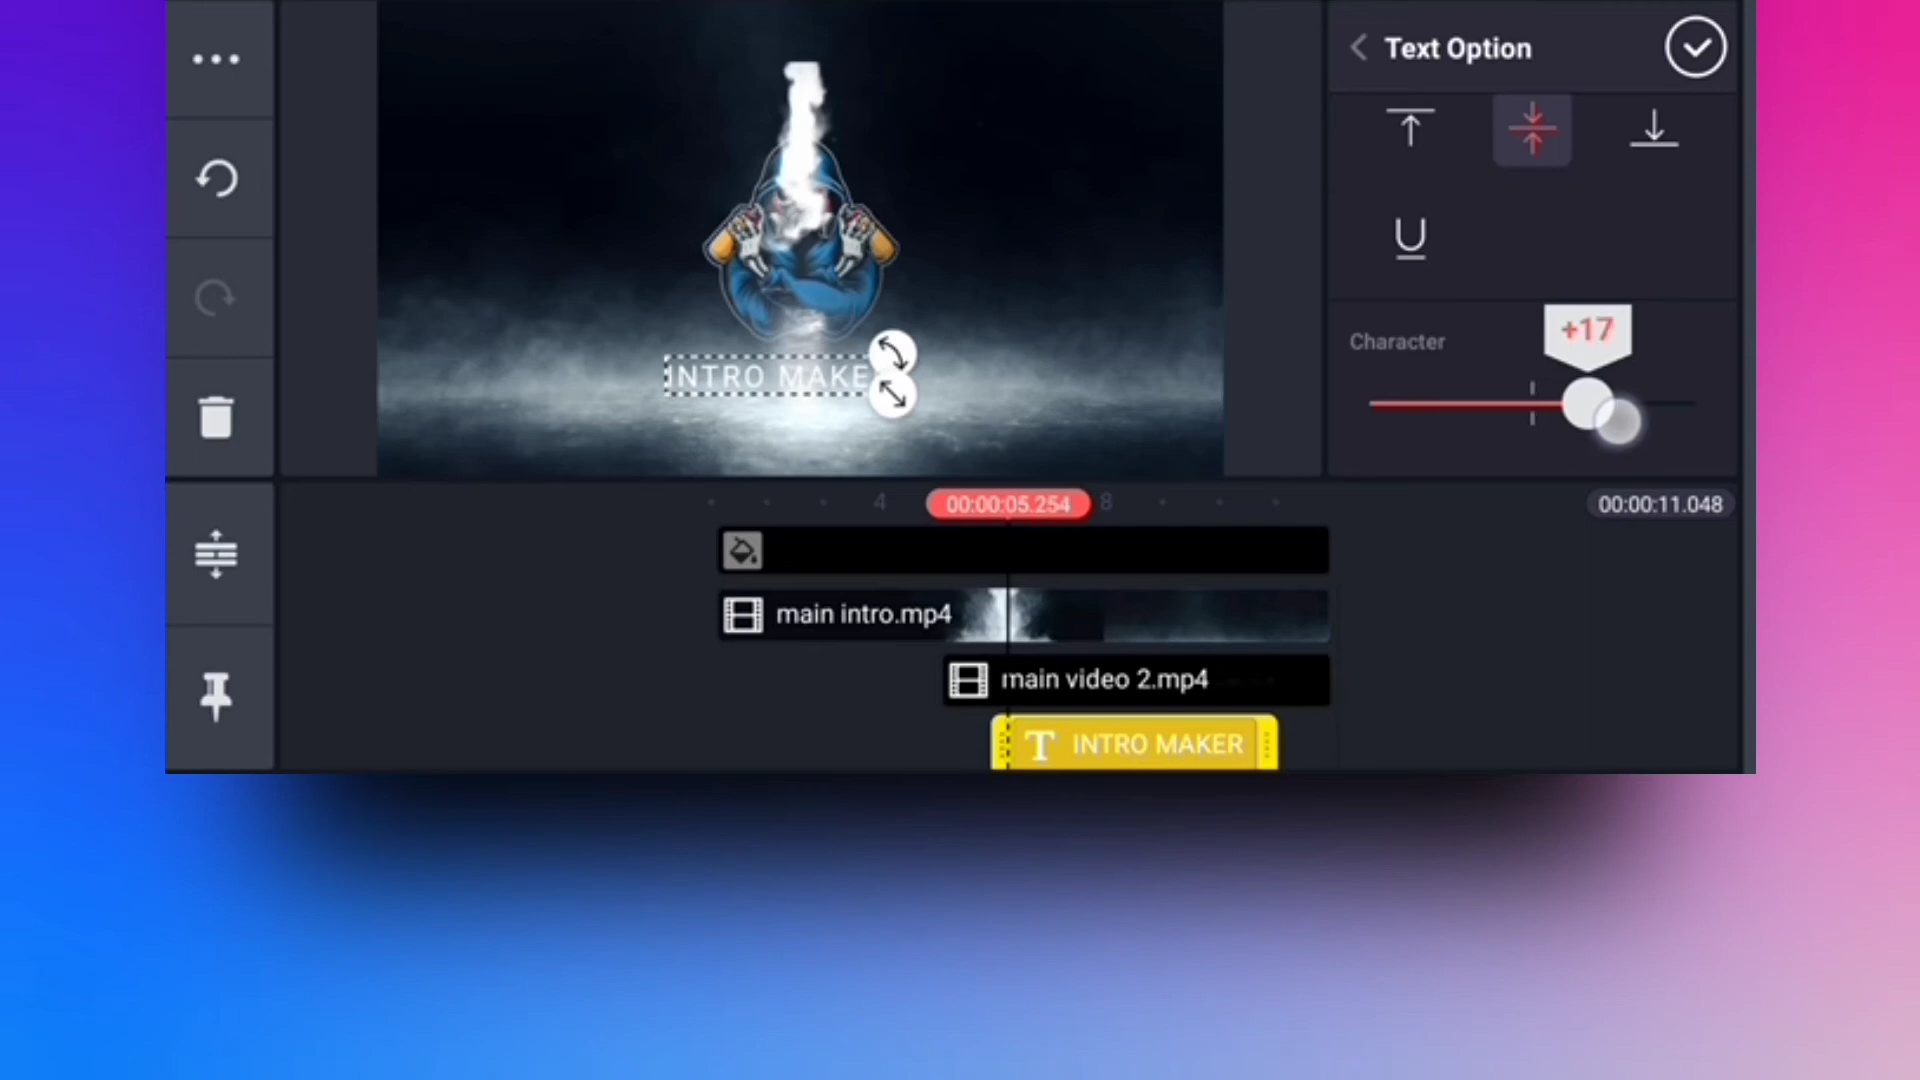 Text Option
+17
Character
INTRO MAKE
4
00:00:05.254
8
00:00:11.048
main intro.mp4
main video 2.mp4
T INTRO MAKER